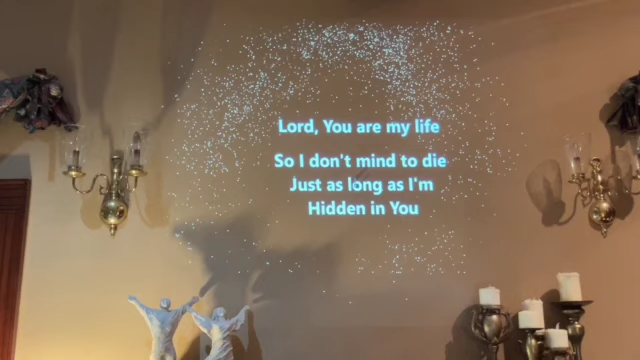 Lord, You are my life
So I don't mind to die
Just as long as I'm
Hidden in You